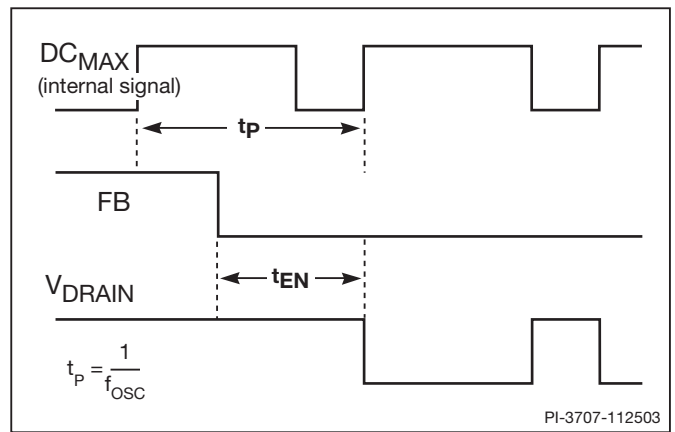 DCMAX
(internal signal)
tP
FB
tEN
VDRAIN
tP = 1/fOSC
PI-3707-112503